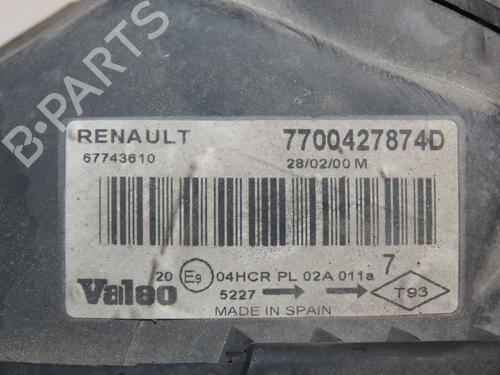 RENAULT 7700427874D
67743610 28/02/00 M
7
20 E9 04HCR PL 02A 011a
Valeo 5227 T93
MADE IN SPAIN
B-PARTS